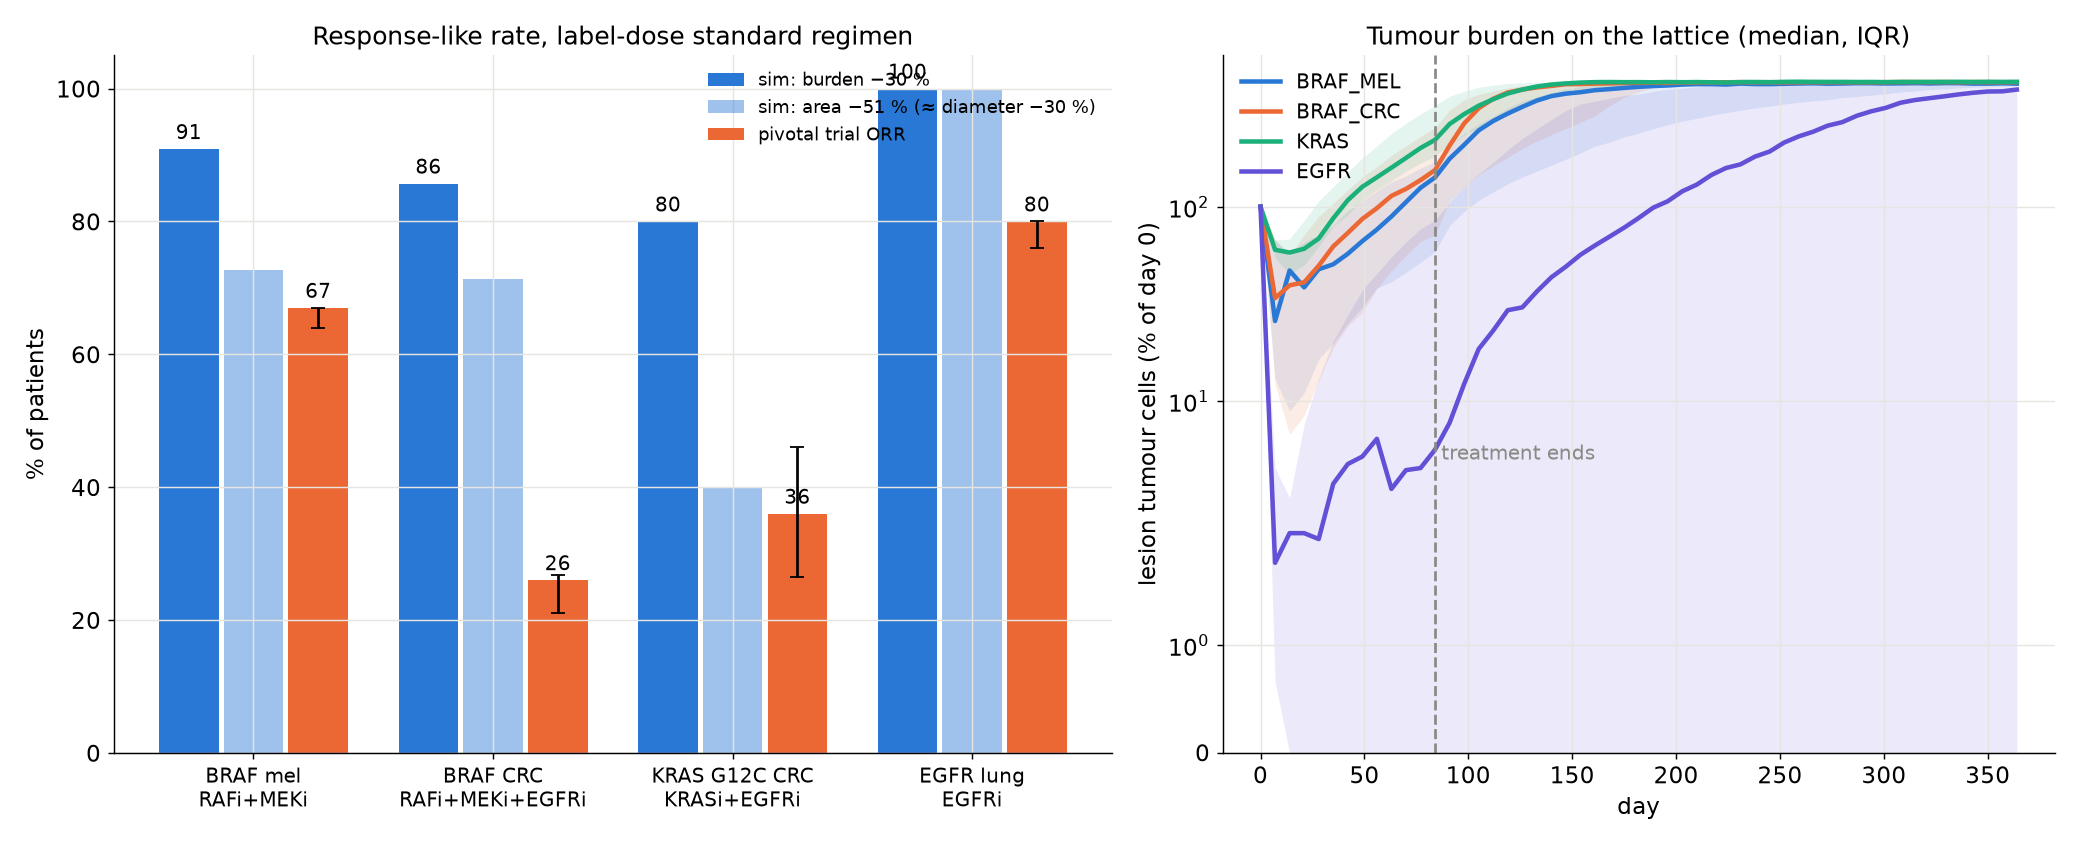 Response-like rate, label-dose standard regimen
sim: burden −30 %
sim: area −51 % (≈ diameter −30 %)
pivotal trial ORR
% of patients
100
80
60
40
20
0
91
67
86
26
80
36
100
80
BRAF mel
RAFi+MEKi
BRAF CRC
RAFi+MEKi+EGFRi
KRAS G12C CRC
KRASi+EGFRi
EGFR lung
EGFRi
Tumour burden on the lattice (median, IQR)
BRAF_MEL
BRAF_CRC
KRAS
EGFR
lesion tumour cells (% of day 0)
10²
10¹
10⁰
0
treatment ends
0
50
100
150
200
250
300
350
day